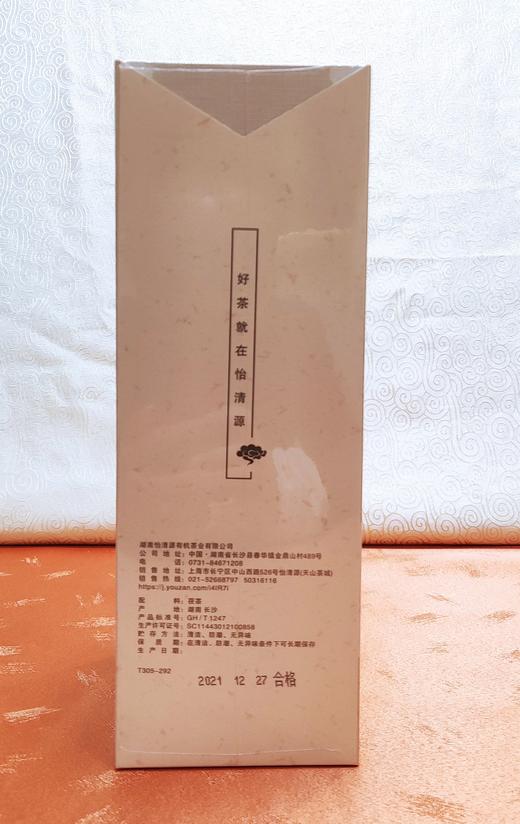 好茶就在怡清源
湖南怡清源有机茶业有限公司
公司地址：中国·湖南省长沙县春华镇金鼎山村489号
电话：0731-84671208
销售地址：上海市长宁区中山西路526号怡清源(天山茶城)
销售热线：021-52668797 50316116
https://j.youzan.com/i4IR7i
配料：茯茶
产地：湖南 长沙
产品标准号：GH/T1247
生产许可证号：SC11443012100858
贮存方法：清洁、防潮、无异味
保质期：在清洁、防潮、无异味条件下可长期保存
生产日期：
T305-292
2021 12 27 合格